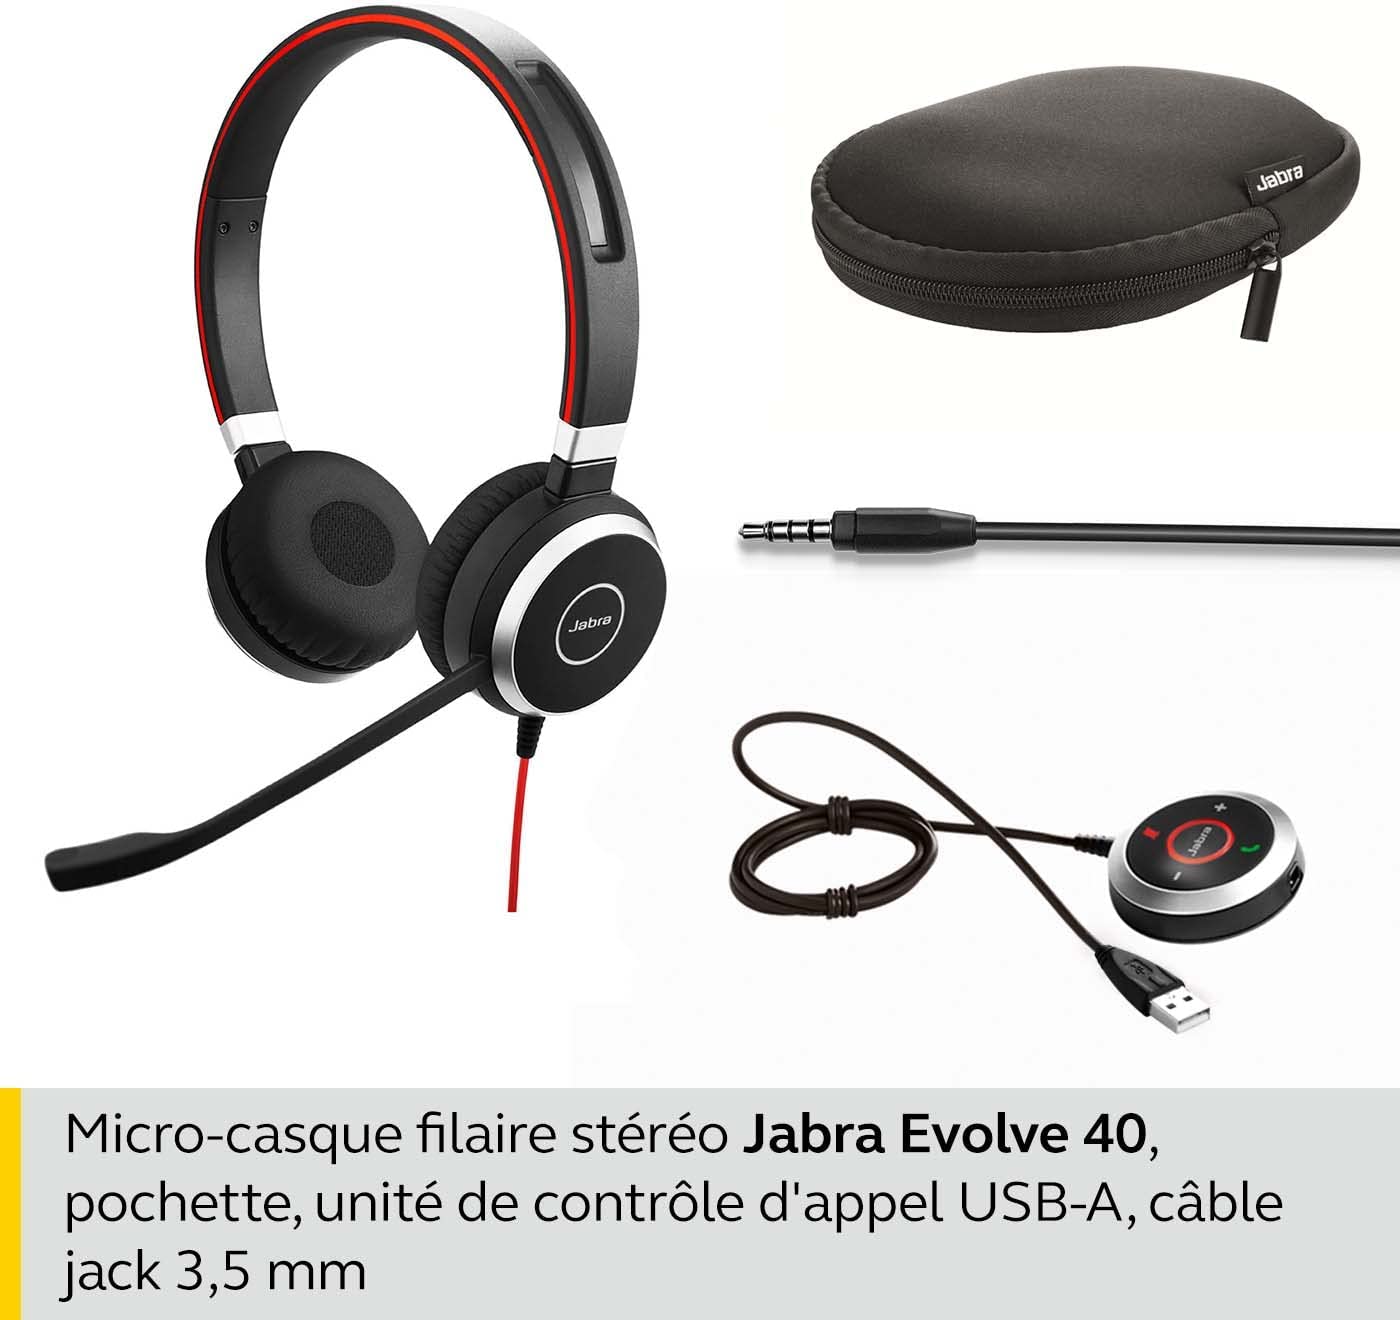 Jabra
Jabra
Jabra
Micro-casque filaire stéréo Jabra Evolve 40,
pochette, unité de contrôle d'appel USB-A, câble
jack 3,5 mm